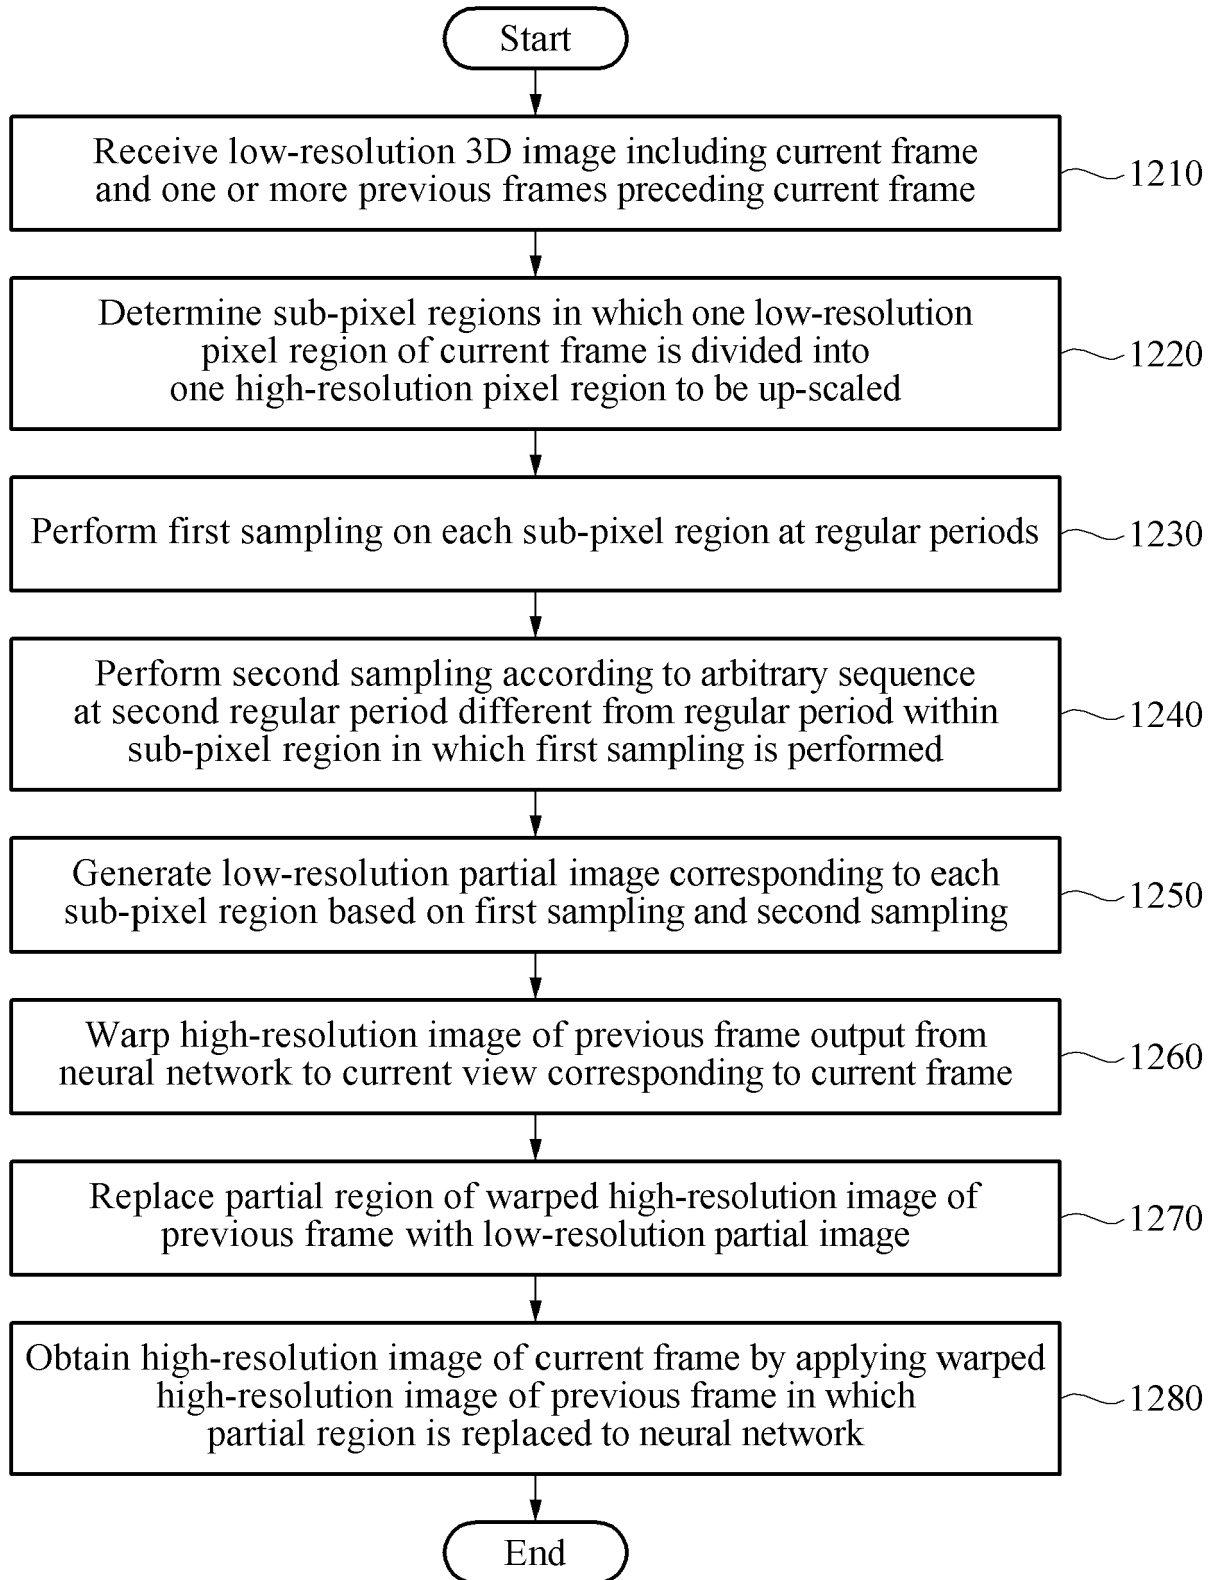 Start
Receive low-resolution 3D image including current frame
and one or more previous frames preceding current frame
1210
Determine sub-pixel regions in which one low-resolution
pixel region of current frame is divided into
one high-resolution pixel region to be up-scaled
1220
Perform first sampling on each sub-pixel region at regular periods
1230
Perform second sampling according to arbitrary sequence
at second regular period different from regular period within
sub-pixel region in which first sampling is performed
1240
Generate low-resolution partial image corresponding to each
sub-pixel region based on first sampling and second sampling
1250
Warp high-resolution image of previous frame output from
neural network to current view corresponding to current frame
1260
Replace partial region of warped high-resolution image of
previous frame with low-resolution partial image
1270
Obtain high-resolution image of current frame by applying warped
high-resolution image of previous frame in which
partial region is replaced to neural network
1280
End